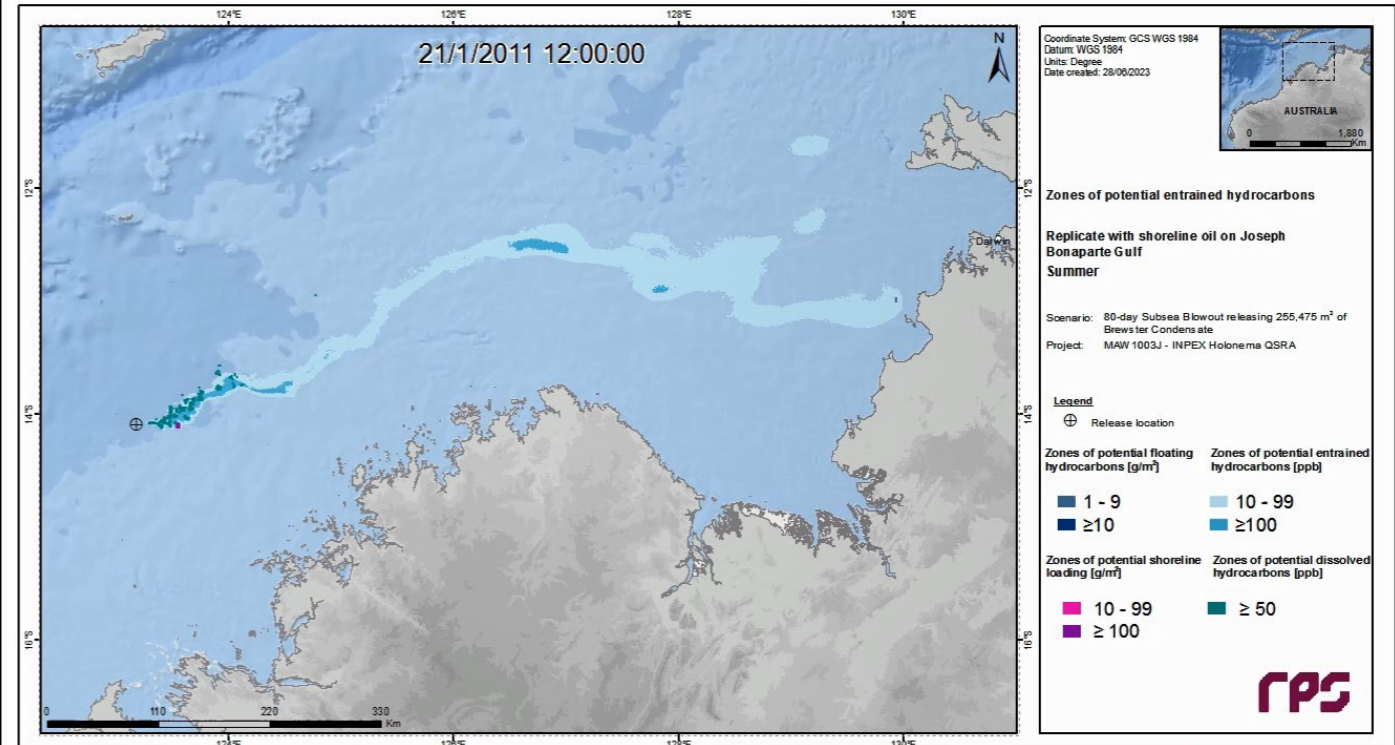 124°E
126°E
128°E
130°E
21/1/2011 12:00:00
N
12°S
12°S
Darwin
14°S
14°S
16°S
16°S
0 110 220 330
Km
124°E
126°E
128°E
130°E
Coordinate System: GCS WGS 1984
Datum: WGS 1984
Units: Degree
Date created: 28/06/2023
AUSTRALIA
0 1,880
Km
Zones of potential entrained hydrocarbons
Replicate with shoreline oil on Joseph
Bonaparte Gulf
Summer
Scenario: 80-day Subsea Blowout releasing 255,475 m³ of
Brewster Condensate
Project: MAW1003J - INPEX Holonema QSRA
Legend
Release location
Zones of potential floating
hydrocarbons [g/m²]
1 - 9
≥10
Zones of potential entrained
hydrocarbons [ppb]
10 - 99
≥100
Zones of potential shoreline
loading [g/m²]
10 - 99
≥ 100
Zones of potential dissolved
hydrocarbons [ppb]
≥ 50
rps